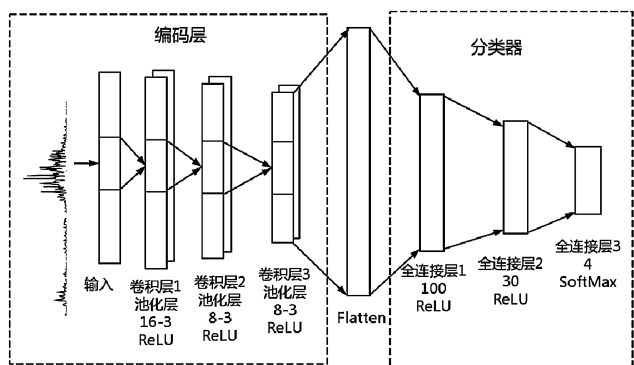 编码层
分类器
输入
卷积层1
池化层
16-3
ReLU
卷积层2
池化层
8-3
ReLU
卷积层3
池化层
8-3
ReLU
Flatten
全连接层1
100
ReLU
全连接层2
30
ReLU
全连接层3
4
SoftMax